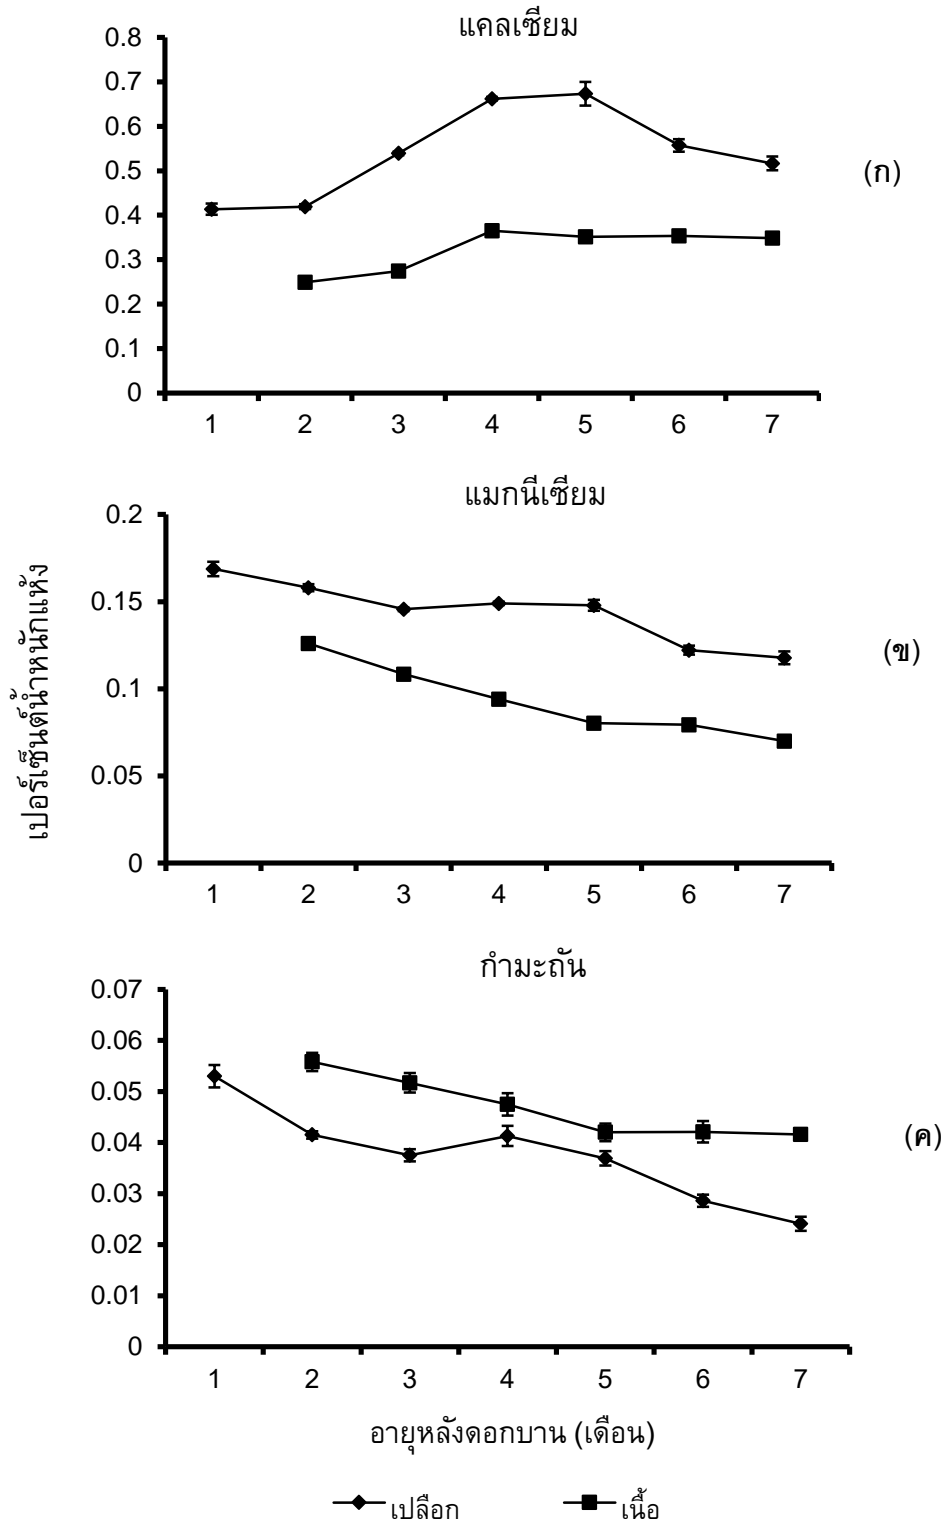 แคลเซียม
0.8
0.7
0.6
0.5
0.4
0.3
0.2
0.1
0
1 2 3 4 5 6 7
(ก)
แมกนีเซียม
0.2
0.15
0.1
0.05
0
1 2 3 4 5 6 7
(ข)
เปอร์เซ็นต์น้ำหนักแห้ง
กำมะถัน
0.07
0.06
0.05
0.04
0.03
0.02
0.01
0
1 2 3 4 5 6 7
(ค)
อายุหลังดอกบาน (เดือน)
เปลือก เนื้อ